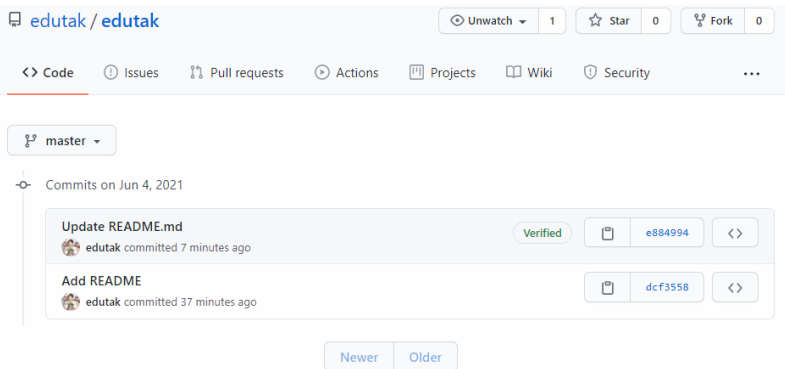 edutak / edutak Unwatch 1 Star 0 Fork 0
<> Code Issues Pull requests Actions Projects Wiki Security ...
master
Commits on Jun 4, 2021
Update README.md
edutak committed 7 minutes ago
Verified e884994 <>
Add README
edutak committed 37 minutes ago
dcf3558 <>
Newer Older